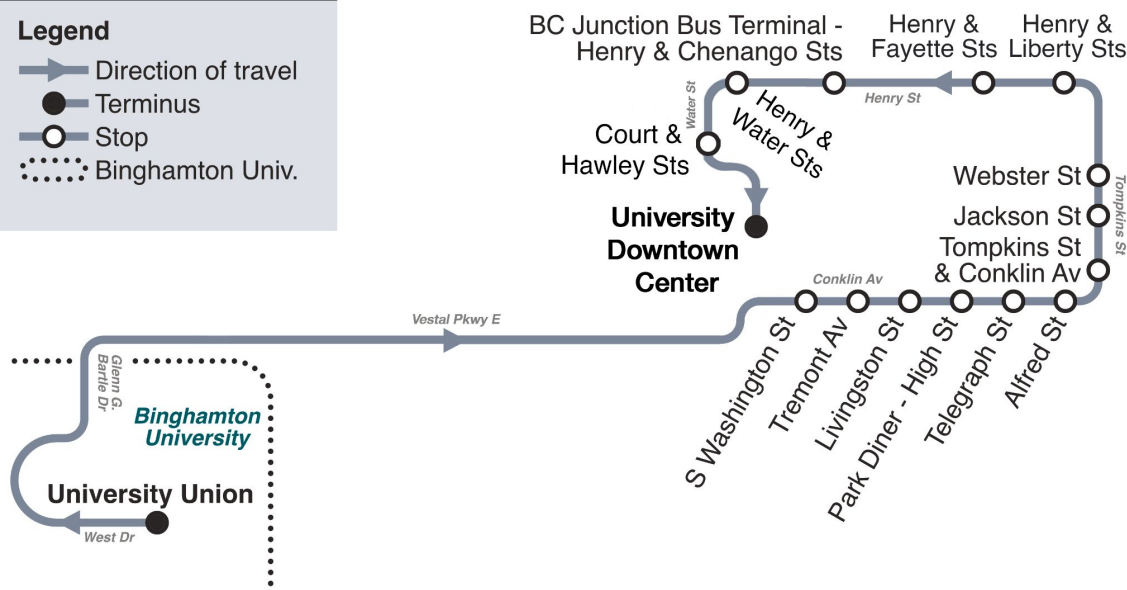 Legend
Direction of travel
Terminus
Stop
Binghamton Univ.
BC Junction Bus Terminal -
Henry & Chenango Sts
Henry &
Fayette Sts
Henry &
Liberty Sts
Water St
Henry St
Henry &
Water Sts
Court &
Hawley Sts
University
Downtown
Center
Webster St
Jackson St
Tompkins St
& Conklin Av
Tompkins St
Conklin Av
S Washington St
Tremont Av
Livingston St
Park Diner - High St
Telegraph St
Alfred St
Vestal Pkwy E
Glenn G.
Bartle Dr
Binghamton
University
University Union
West Dr